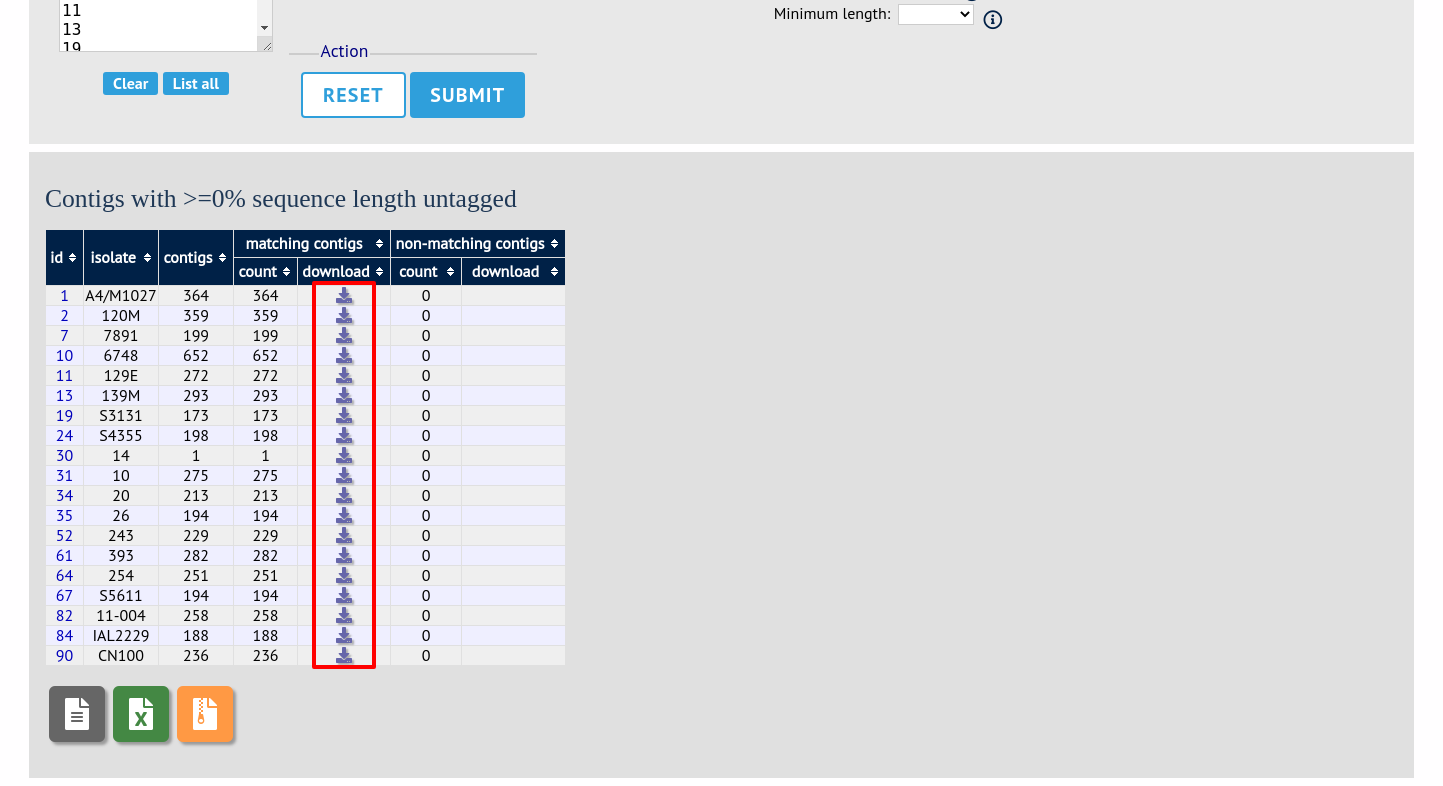 11
13
19
Minimum length:
Action
Clear List all
RESET SUBMIT
Contigs with >=0% sequence length untagged
id isolate contigs matching contigs non-matching contigs
count download count download
1 A4/M1027 364 364 0
2 120M 359 359 0
7 7891 199 199 0
10 6748 652 652 0
11 129E 272 272 0
13 139M 293 293 0
19 S3131 173 173 0
24 S4355 198 198 0
30 14 1 1 0
31 10 275 275 0
34 20 213 213 0
35 26 194 194 0
52 243 229 229 0
61 393 282 282 0
64 254 251 251 0
67 S5611 194 194 0
82 11-004 258 258 0
84 IAL2229 188 188 0
90 CN100 236 236 0
X